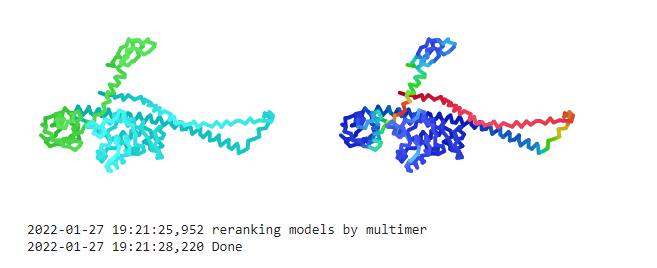 2022-01-27 19:21:25,952 reranking models by multimer
2022-01-27 19:21:28,220 Done